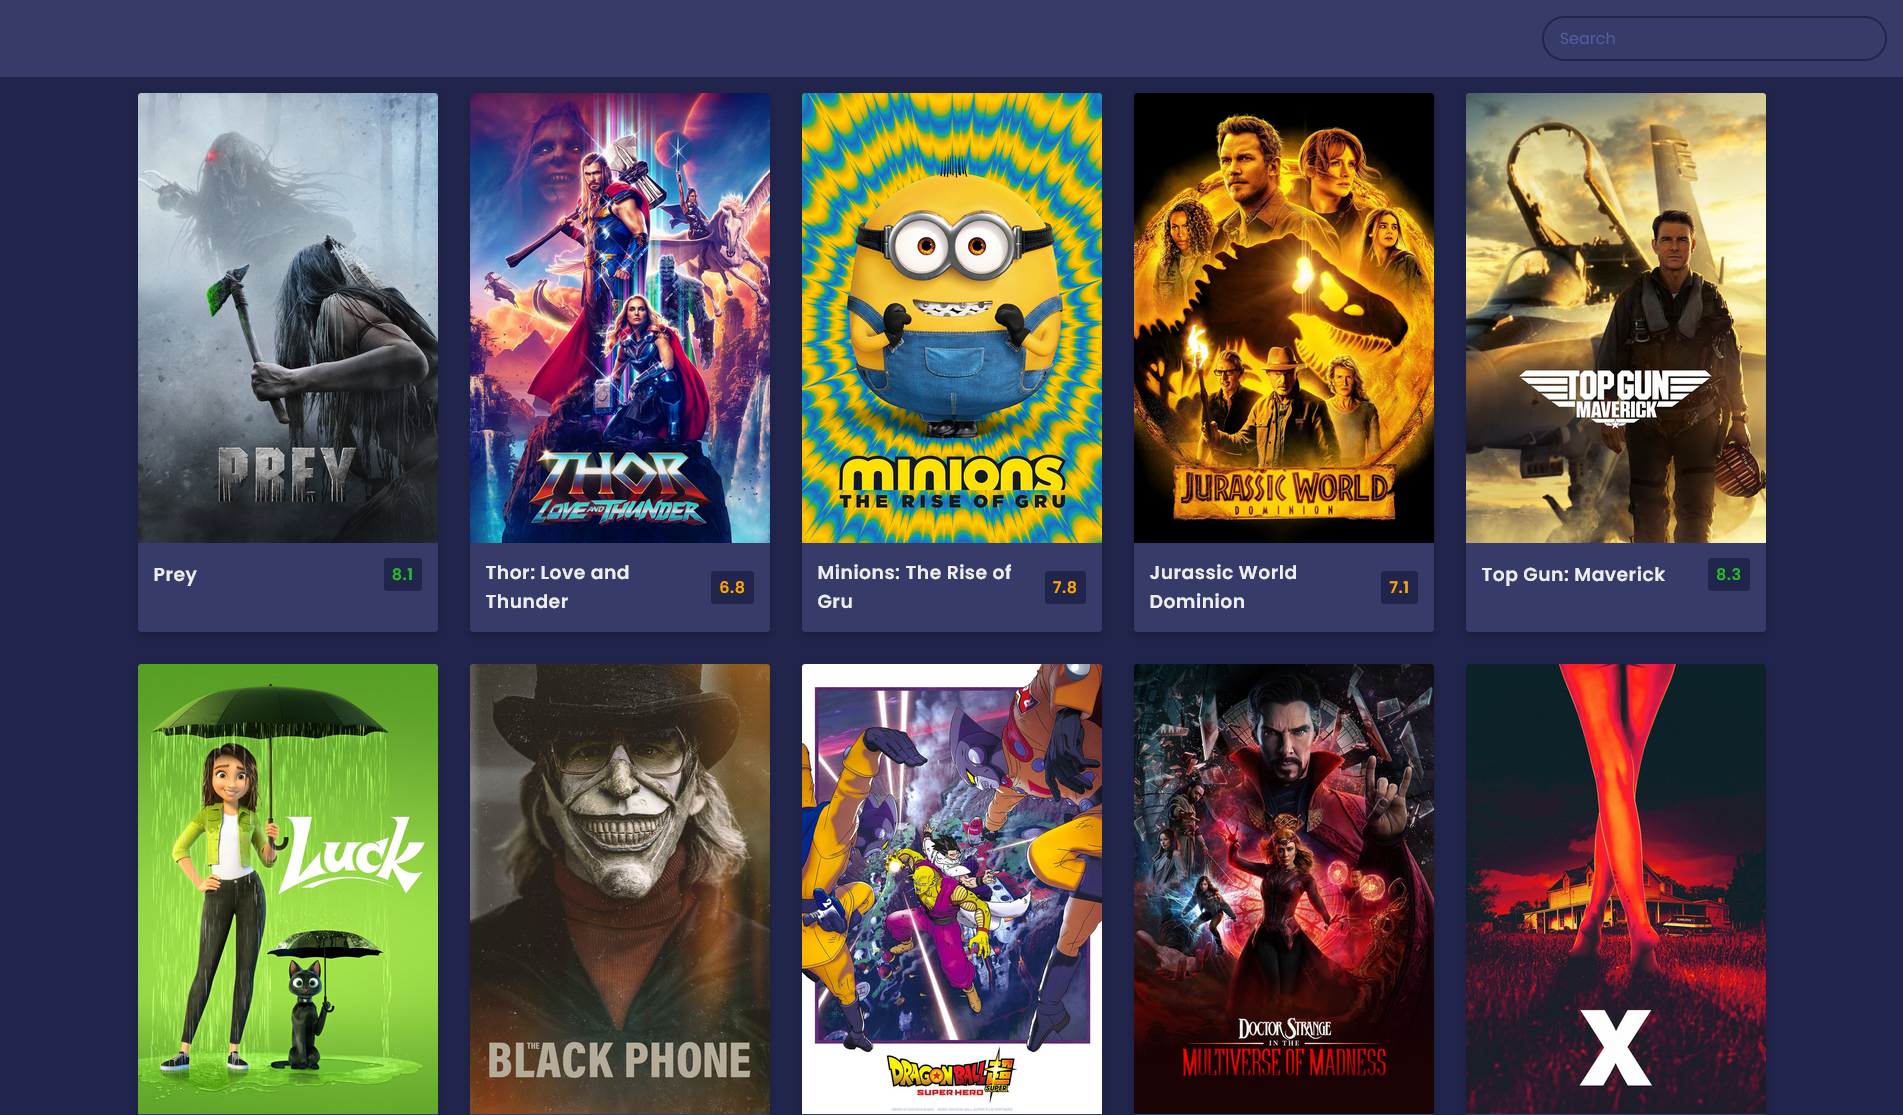 Search
PREY
THOR
LOVE AND THUNDER
MINIONS
THE RISE OF GRU
JURASSIC WORLD
DOMINION
TOP GUN
MAVERICK
Prey
8.1
Thor: Love and
Thunder
6.8
Minions: The Rise of
Gru
7.8
Jurassic World
Dominion
7.1
Top Gun: Maverick
8.3
Luck
THE
BLACK PHONE
DRAGONBALL
SUPER
SUPER HERO
DOCTOR STRANGE
IN THE
MULTIVERSE OF MADNESS
X